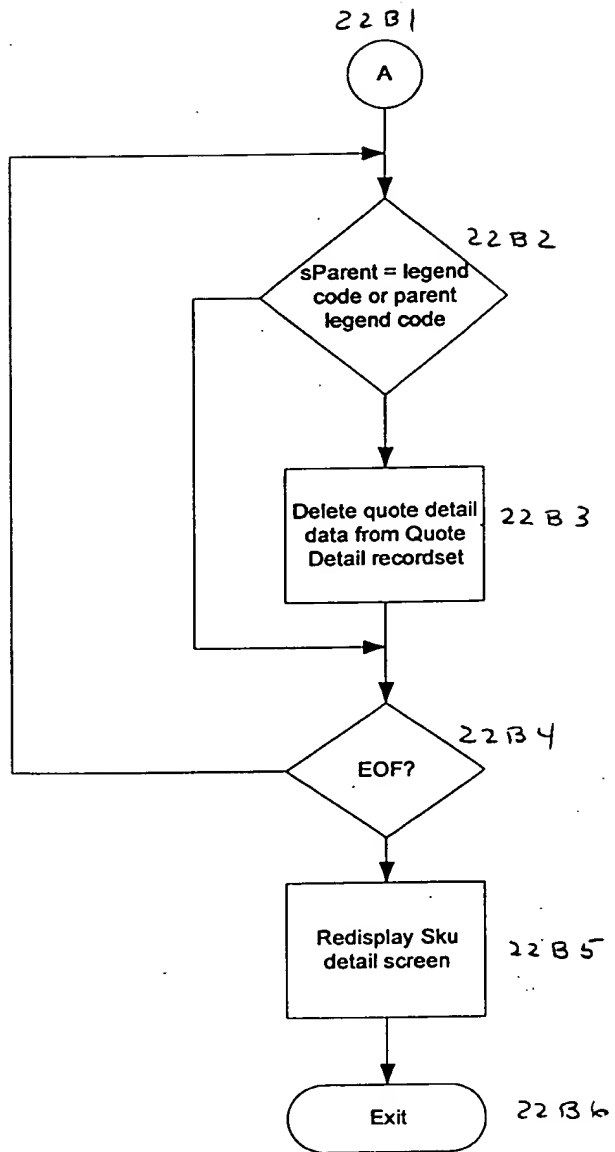 22B1
A
22B2
sParent = legend
code or parent
legend code
Delete quote detail
data from Quote
Detail recordset
22B3
22B4
EOF?
Redisplay Sku
detail screen
22B5
Exit
22B6